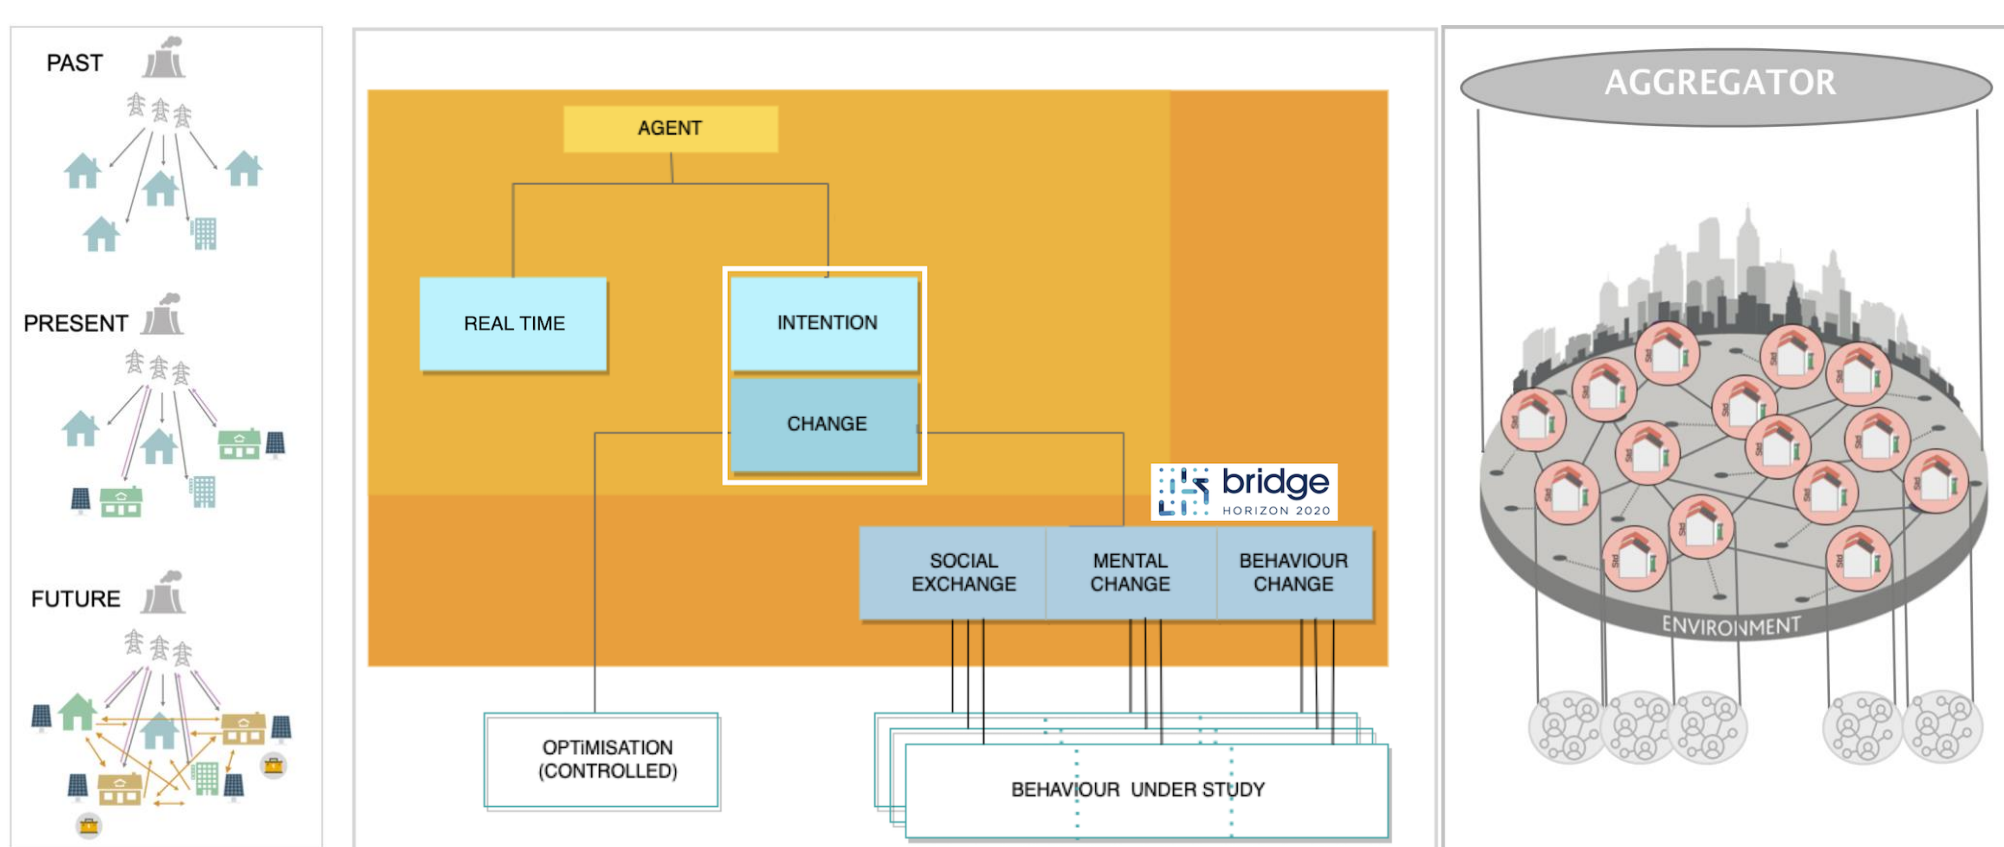 PAST
PRESENT
FUTURE
AGENT
REAL TIME
INTENTION
CHANGE
bridge
HORIZON 2020
SOCIAL
EXCHANGE
MENTAL
CHANGE
BEHAVIOUR
CHANGE
OPTiMISATION
(CONTROLLED)
BEHAVIOUR UNDER STUDY
AGGREGATOR
ENVIRONMENT